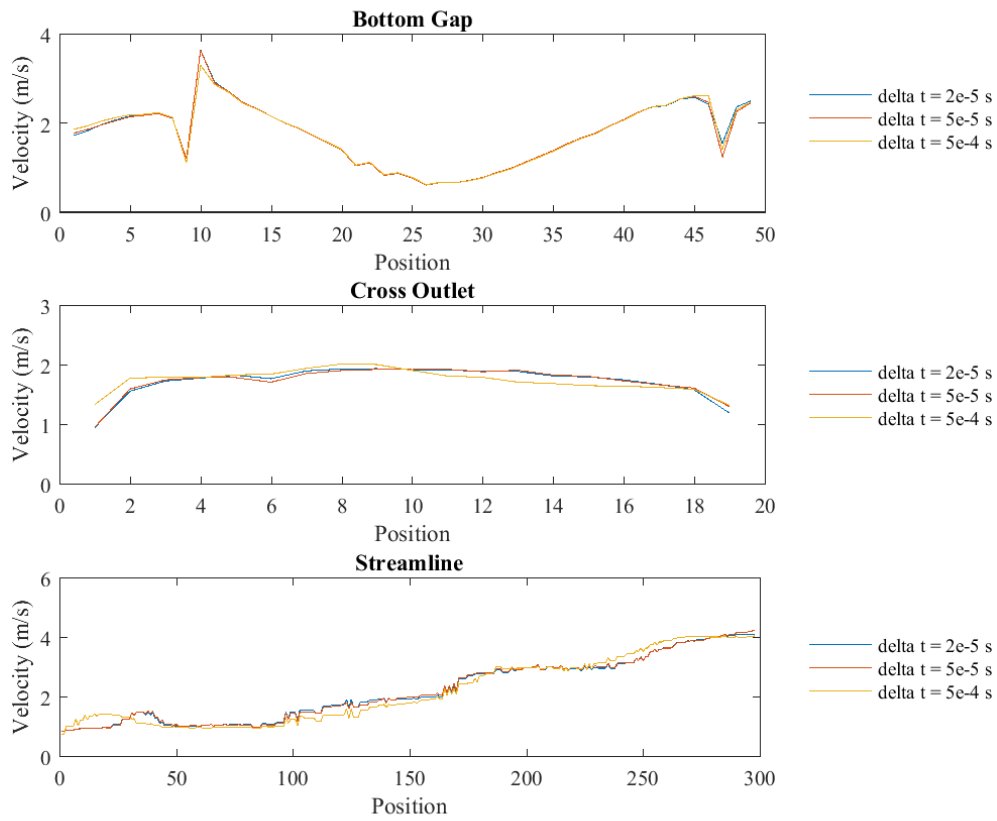 Bottom Gap
4
2
0
Velocity (m/s)
0 5 10 15 20 25 30 35 40 45 50
Position
delta t = 2e-5 s
delta t = 5e-5 s
delta t = 5e-4 s
Cross Outlet
3
2
1
0
Velocity (m/s)
0 2 4 6 8 10 12 14 16 18 20
Position
delta t = 2e-5 s
delta t = 5e-5 s
delta t = 5e-4 s
Streamline
6
4
2
0
Velocity (m/s)
0 50 100 150 200 250 300
Position
delta t = 2e-5 s
delta t = 5e-5 s
delta t = 5e-4 s